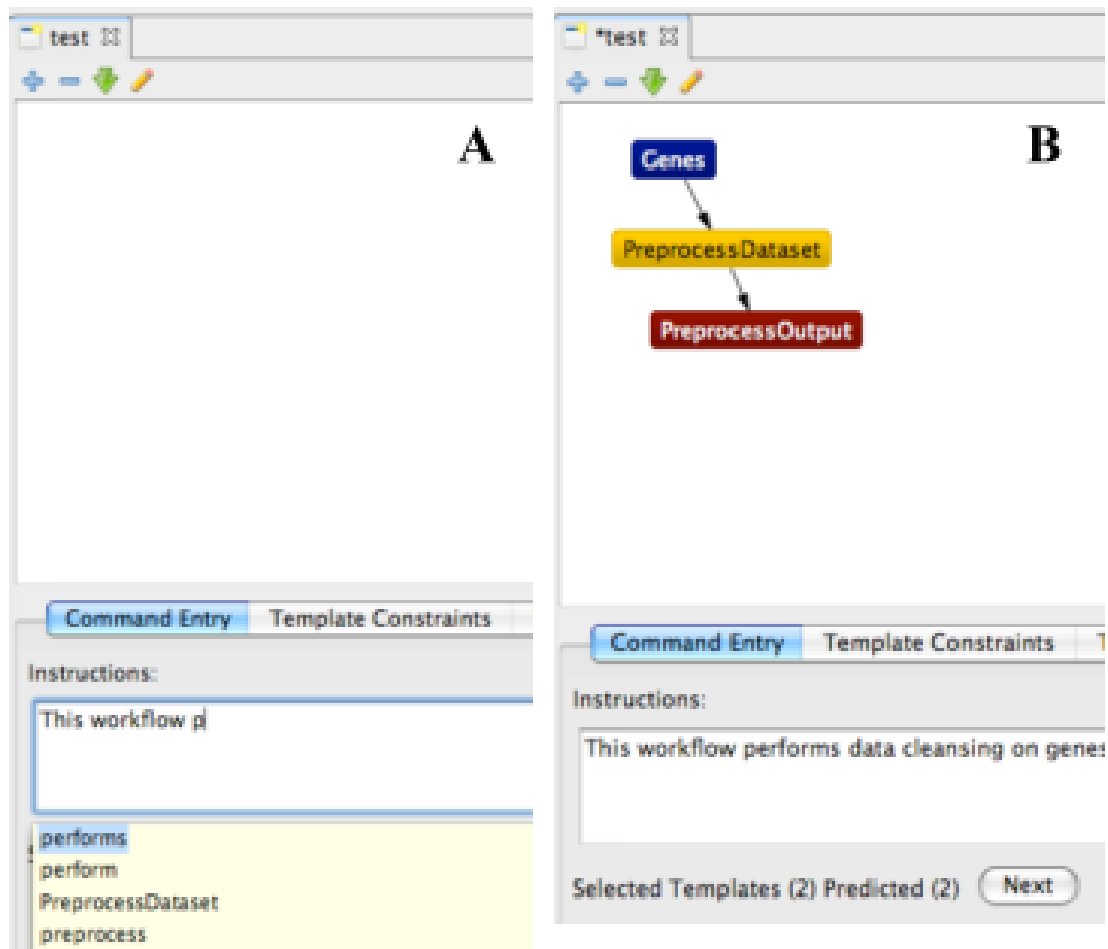 test
A
Command Entry Template Constraints
Instructions:
This workflow p
performs
perform
PreprocessDataset
preprocess
*test
B
Genes
PreprocessDataset
PreprocessOutput
Command Entry Template Constraints
Instructions:
This workflow performs data cleansing on genes
Selected Templates (2) Predicted (2) Next